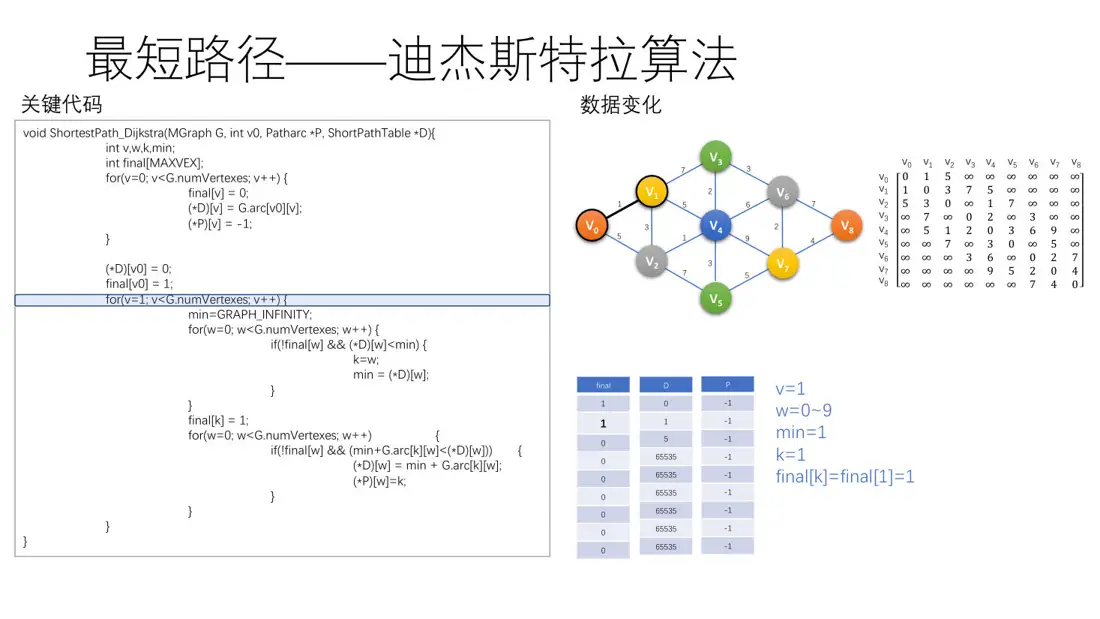 最短路径——迪杰斯特拉算法
关键代码
void ShortestPath_Dijkstra(MGraph G, int v0, Patharc *P, ShortPathTable *D){
int v,w,k,min;
int final[MAXVEX];
for(v=0; v<G.numVertexes; v++) {
final[v] = 0;
(*D)[v] = G.arc[v0][v];
(*P)[v] = -1;
}
(*D)[v0] = 0;
final[v0] = 1;
for(v=1; v<G.numVertexes; v++) {
min=GRAPH_INFINITY;
for(w=0; w<G.numVertexes; w++) {
if(!final[w] && (*D)[w]<min) {
k=w;
min = (*D)[w];
}
}
final[k] = 1;
for(w=0; w<G.numVertexes; w++) {
if(!final[w] && (min+G.arc[k][w]<(*D)[w])) {
(*D)[w] = min + G.arc[k][w];
(*P)[w]=k;
}
}
}
}
数据变化
V3
7 3
V1 2 V6
1 5 6 7
V0 3 V4 2 V8
5 1 9 4
V2 3 V7
7 5
V5
V0 V1 V2 V3 V4 V5 V6 V7 V8
V0 0 1 5 ∞ ∞ ∞ ∞ ∞ ∞
V1 1 0 3 7 5 ∞ ∞ ∞ ∞
V2 5 3 0 ∞ 1 7 ∞ ∞ ∞
V3 ∞ 7 ∞ 0 2 ∞ 3 ∞ ∞
V4 ∞ 5 1 2 0 3 6 9 ∞
V5 ∞ ∞ 7 ∞ 3 0 ∞ 5 ∞
V6 ∞ ∞ ∞ 3 6 ∞ 0 2 7
V7 ∞ ∞ ∞ ∞ 9 5 2 0 4
V8 ∞ ∞ ∞ ∞ ∞ ∞ 7 4 0
final D P
1 0 -1
1 1 -1
0 5 -1
0 65535 -1
0 65535 -1
0 65535 -1
0 65535 -1
0 65535 -1
0 65535 -1
v=1
w=0~9
min=1
k=1
final[k]=final[1]=1